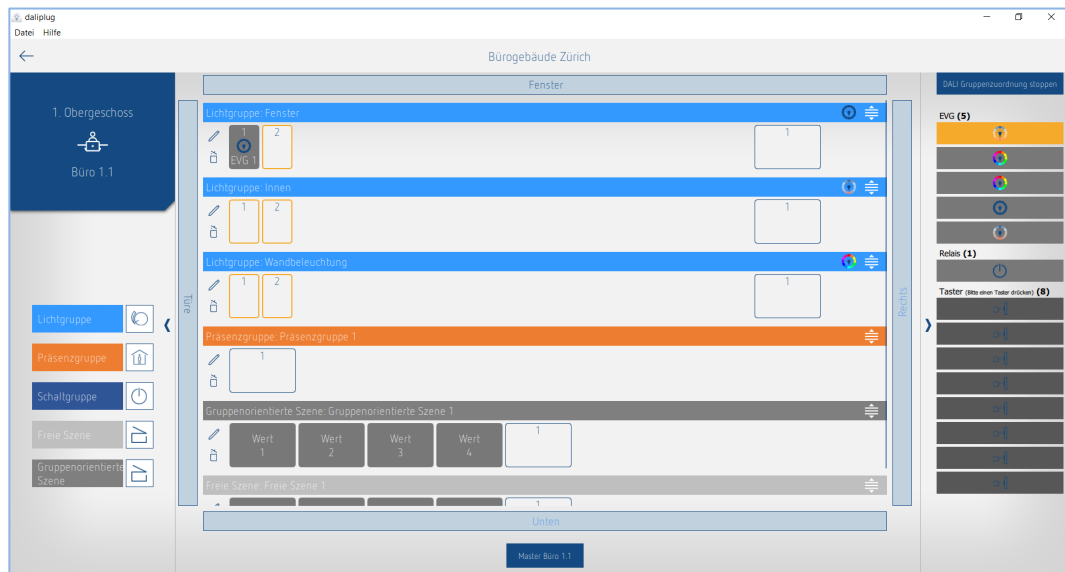 daliplug
Datei Hilfe
Bürogebäude Zürich
1. Obergeschoss
Büro 1.1
Lichtgruppe
Präsenzgruppe
Schaltgruppe
Freie Szene
Gruppenorientierte
Szene
Türe
Fenster
Lichtgruppe: Fenster
1 2 1
EVG 1
Lichtgruppe: Innen
1 2 1
Lichtgruppe: Wandbeleuchtung
1 2 1
Präsenzgruppe: Präsenzgruppe 1
1
Gruppenorientierte Szene: Gruppenorientierte Szene 1
Wert Wert Wert Wert 1
1 2 3 4
Freie Szene: Freie Szene 1
1
Unten
Master Büro 1.1
Rechts
DALI Gruppenzuordnung stoppen
EVG (5)
Relais (1)
Taster (Bitte einen Taster drücken) (8)